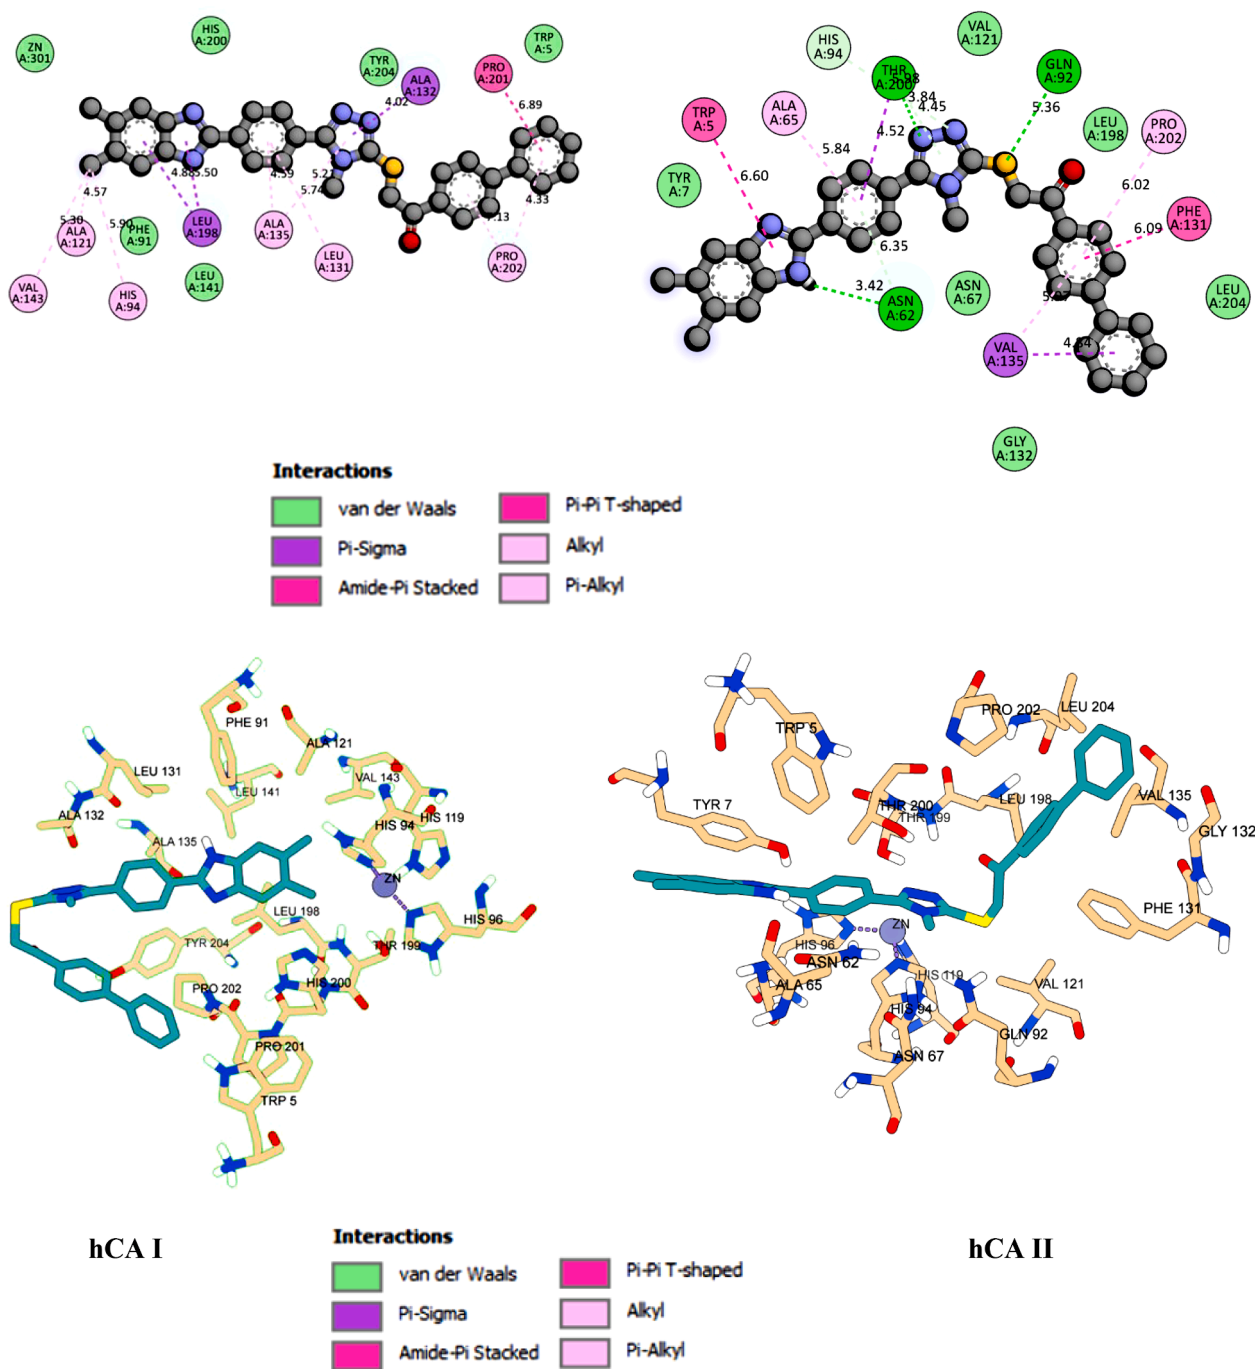 ZN
A:301
HIS
A:200
TYR
A:204
ALA
A:132
PRO
A:201
TRP
A:5
4.02
6.89
4.57
5.50
4.59
5.21
5.74
4.33
5.30
5.90
ALA
A:121
PHE
A:91
LEU
A:198
ALA
A:135
LEU
A:131
PRO
A:202
LEU
A:141
VAL
A:143
HIS
A:94
HIS
A:94
VAL
A:121
THR
A:200
GLN
A:92
3.84
4.45
5.36
TRP
A:5
ALA
A:65
4.52
LEU
A:198
PRO
A:202
5.84
TYR
A:7
6.60
6.02
PHE
A:131
6.09
6.35
3.42
ASN
A:62
ASN
A:67
LEU
A:204
VAL
A:135
GLY
A:132
Interactions
van der Waals
Pi-Sigma
Amide-Pi Stacked
Pi-Pi T-shaped
Alkyl
Pi-Alkyl
PHE 91
ALA 121
LEU 131
LEU 141
VAL 143
ALA 132
HIS 94
HIS 119
ALA 135
ZN
LEU 198
HIS 96
TYR 204
THR 199
PRO 202
HIS 200
PRO 201
TRP 5
PRO 202
LEU 204
TRP 5
TYR 7
THR 200
THR 199
LEU 198
VAL 135
GLY 132
PHE 131
ZN
HIS 96
ASN 62
ALA 65
HIS 119
VAL 121
HIS 94
GLN 92
ASN 67
hCA I
hCA II
Interactions
van der Waals
Pi-Sigma
Amide-Pi Stacked
Pi-Pi T-shaped
Alkyl
Pi-Alkyl